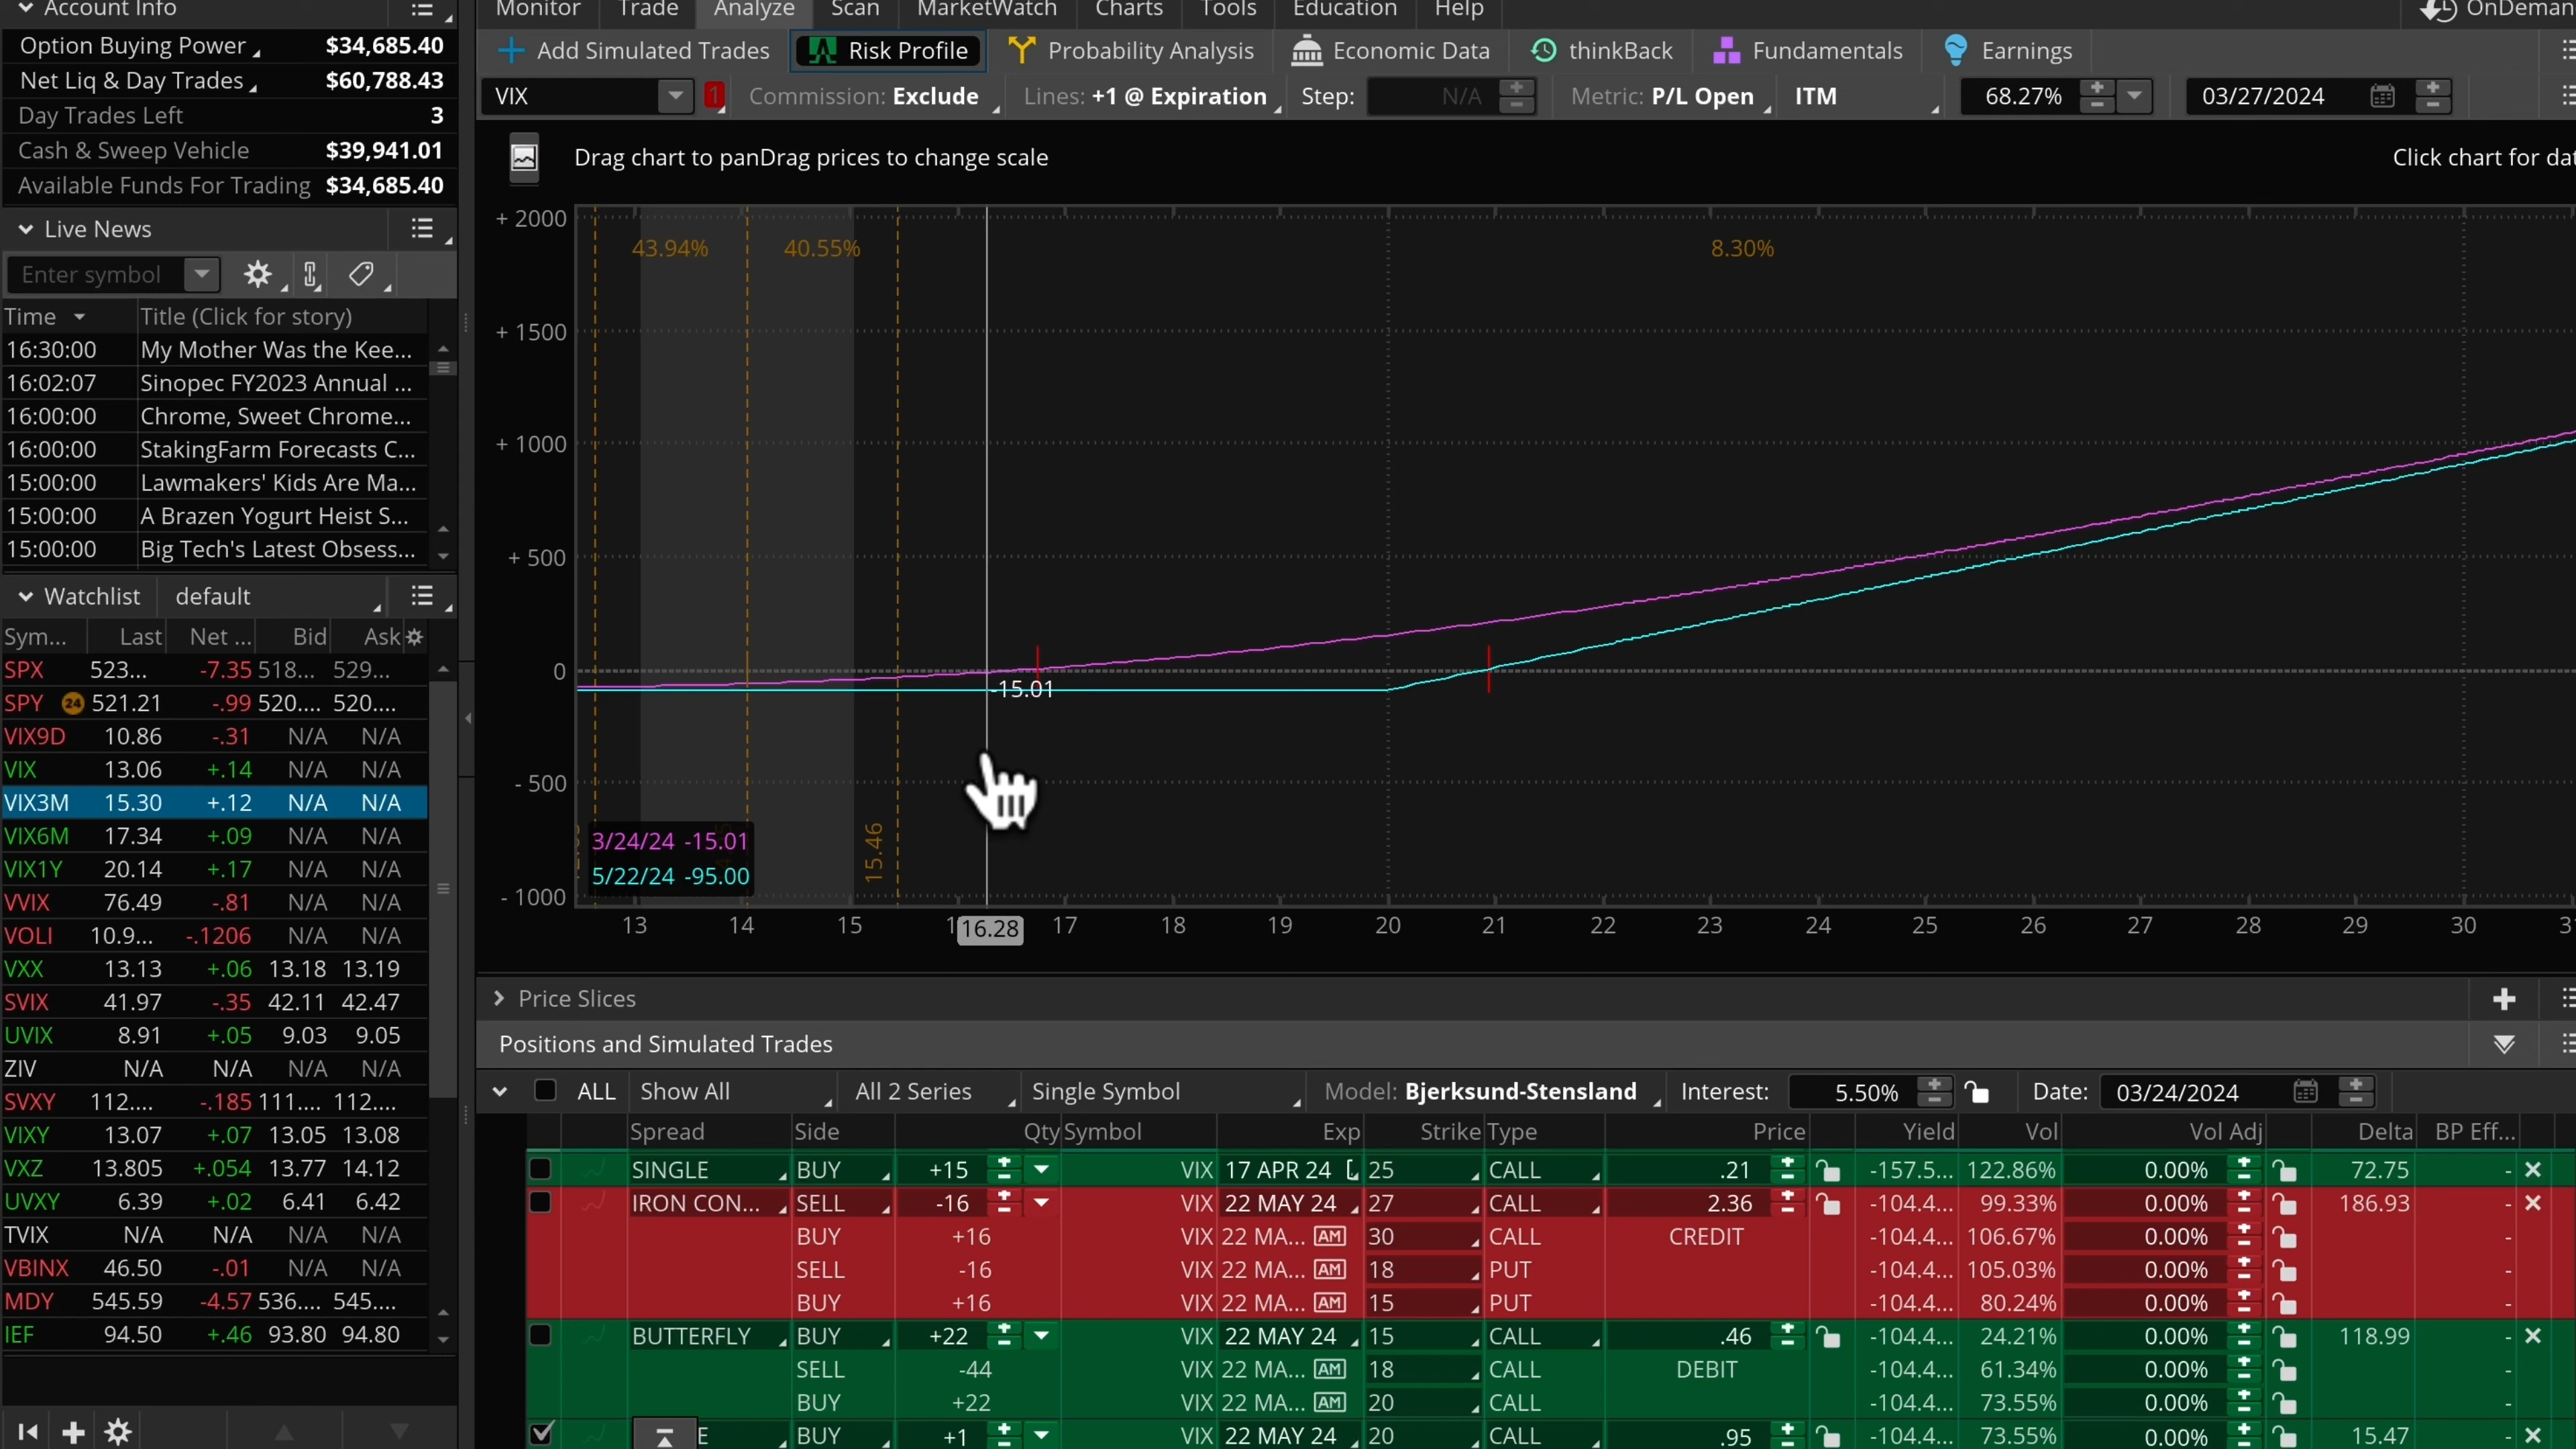 Account Info
Option Buying Power $34,685.40
Net Liq & Day Trades $60,788.43
Day Trades Left 3
Cash & Sweep Vehicle $39,941.01
Available Funds For Trading $34,685.40
Live News
Enter symbol
Time Title (Click for story)
16:30:00 My Mother Was the Kee...
16:02:07 Sinopec FY2023 Annual ...
16:00:00 Chrome, Sweet Chrome...
16:00:00 StakingFarm Forecasts C...
15:00:00 Lawmakers' Kids Are Ma...
15:00:00 A Brazen Yogurt Heist S...
15:00:00 Big Tech's Latest Obsess...
Watchlist default
Sym... Last Net ... Bid Ask
SPX 523... -7.35 518... 529...
SPY 24 521.21 -.99 520.... 520....
VIX9D 10.86 -.31 N/A N/A
VIX 13.06 +.14 N/A N/A
VIX3M 15.30 +.12 N/A N/A
VIX6M 17.34 +.09 N/A N/A
VIX1Y 20.14 +.17 N/A N/A
VVIX 76.49 -.81 N/A N/A
VOLI 10.9... -.1206 N/A N/A
VXX 13.13 +.06 13.18 13.19
SVIX 41.97 -.35 42.11 42.47
UVIX 8.91 +.05 9.03 9.05
ZIV N/A N/A N/A N/A
SVXY 112.... -.185 111.... 112....
VIXY 13.07 +.07 13.05 13.08
VXZ 13.805 +.054 13.77 14.12
UVXY 6.39 +.02 6.41 6.42
TVIX N/A N/A N/A N/A
VBINX 46.50 -.01 N/A N/A
MDY 545.59 -4.57 536.... 545....
IEF 94.50 +.46 93.80 94.80
Monitor Trade Analyze Scan MarketWatch Charts Tools Education Help OnDeman
Add Simulated Trades Risk Profile Probability Analysis Economic Data thinkBack Fundamentals Earnings
VIX 1 Commission: Exclude Lines: +1 @ Expiration Step: N/A Metric: P/L Open ITM 68.27% 03/27/2024
Drag chart to panDrag prices to change scale Click chart for dat
+ 2000
43.94% 40.55% 8.30%
+ 1500
+ 1000
+ 500
0
-15.01
- 500
15.46
3/24/24 -15.01
5/22/24 -95.00
- 1000
13 14 15 16.28 17 18 19 20 21 22 23 24 25 26 27 28 29 30
Price Slices
Positions and Simulated Trades
ALL Show All All 2 Series Single Symbol Model: Bjerksund-Stensland Interest: 5.50% Date: 03/24/2024
Spread Side Qty Symbol Exp Strike Type Price Yield Vol Vol Adj Delta BP Eff...
SINGLE BUY +15 VIX 17 APR 24 25 CALL .21 -157.5... 122.86% 0.00% 72.75 -
IRON CON... SELL -16 VIX 22 MAY 24 27 CALL 2.36 -104.4... 99.33% 0.00% 186.93 -
BUY +16 VIX 22 MA... AM 30 CALL CREDIT -104.4... 106.67% 0.00% -
SELL -16 VIX 22 MA... AM 18 PUT -104.4... 105.03% 0.00% -
BUY +16 VIX 22 MA... AM 15 PUT -104.4... 80.24% 0.00% -
BUTTERFLY BUY +22 VIX 22 MAY 24 15 CALL .46 -104.4... 24.21% 0.00% 118.99 -
SELL -44 VIX 22 MA... AM 18 CALL DEBIT -104.4... 61.34% 0.00% -
BUY +22 VIX 22 MA... AM 20 CALL -104.4... 73.55% 0.00% -
E BUY +1 VIX 22 MAY 24 20 CALL .95 -104.4... 73.55% 0.00% 15.47 -